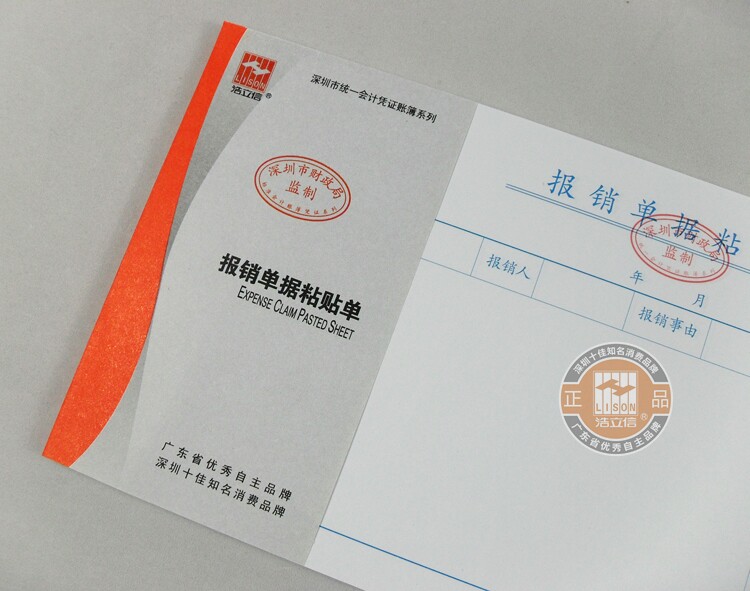 LISON
浩立信®
深圳市统一会计凭证账簿系列
深圳市财政局
监制
报销单据粘贴单
EXPENSE CLAIM PASTED SHEET
广东省优秀自主品牌
深圳十佳知名消费品牌
报销单据粘
深圳市财政局
监制
报销人
年 月
报销事由
深圳十佳知名消费品牌
正 品
LISON
浩立信®
广东省优秀自主品牌